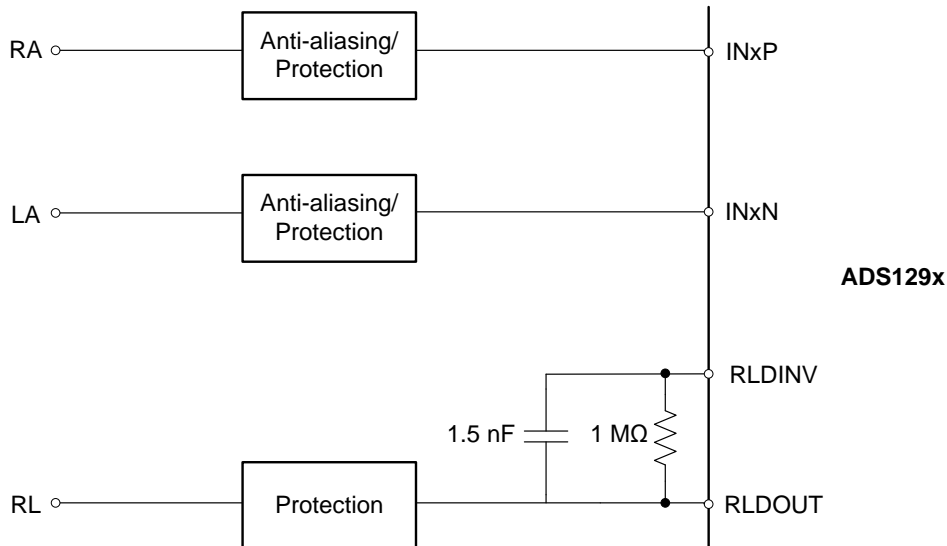 RA
Anti-aliasing/
Protection
INxP
LA
Anti-aliasing/
Protection
INxN
ADS129x
RLDINV
1.5 nF
1 MΩ
RL
Protection
RLDOUT